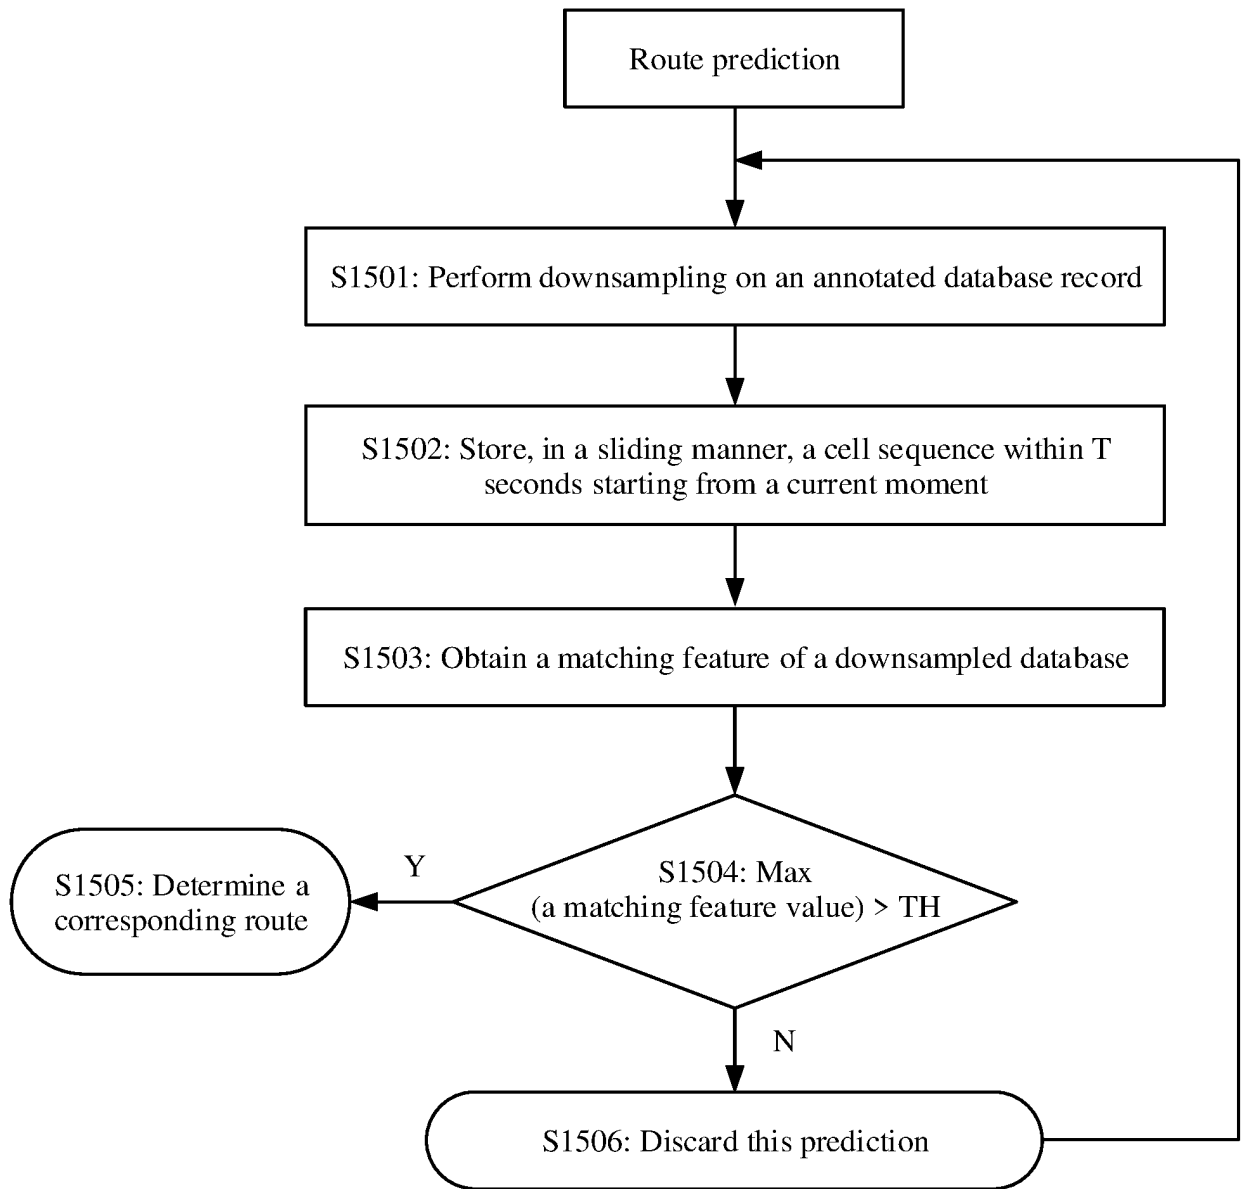 Route prediction
S1501: Perform downsampling on an annotated database record
S1502: Store, in a sliding manner, a cell sequence within T
seconds starting from a current moment
S1503: Obtain a matching feature of a downsampled database
S1504: Max
(a matching feature value) > TH
Y
S1505: Determine a
corresponding route
N
S1506: Discard this prediction